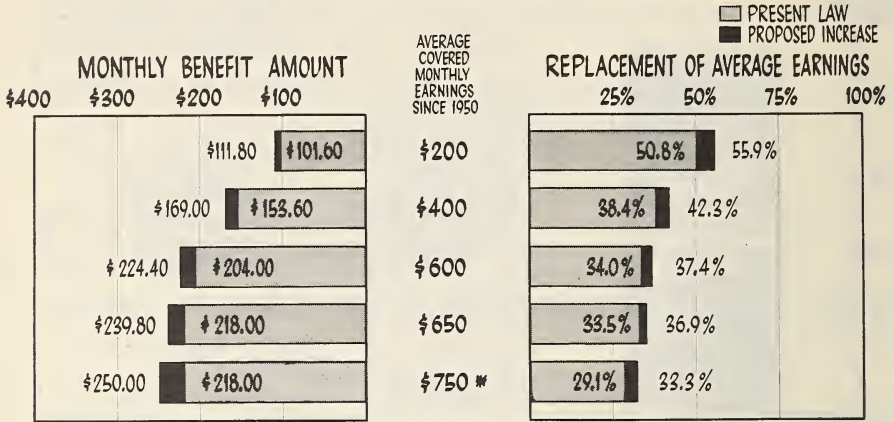 PRESENT LAW
PROPOSED INCREASE
MONTHLY BENEFIT AMOUNT
$400 $300 $200 $100
AVERAGE
COVERED
MONTHLY
EARNINGS
SINCE 1950
REPLACEMENT OF AVERAGE EARNINGS
25% 50% 75% 100%
$111.80 $101.60 $200 50.8% 55.9%
$169.00 $153.60 $400 38.4% 42.3%
$224.40 $204.00 $600 34.0% 37.4%
$239.80 $218.00 $650 33.5% 36.9%
$250.00 $218.00 $750 * 29.1% 33.3%